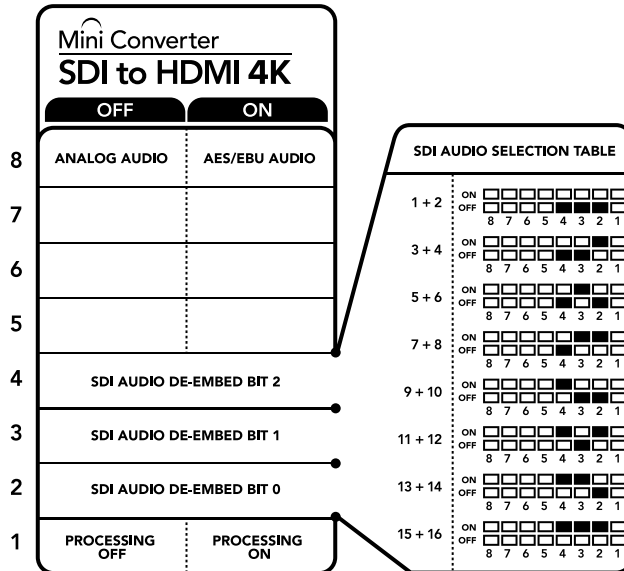 Mini Converter
SDI to HDMI 4K
OFF ON
8 ANALOG AUDIO AES/EBU AUDIO
7
6
5
4 SDI AUDIO DE-EMBED BIT 2
3 SDI AUDIO DE-EMBED BIT 1
2 SDI AUDIO DE-EMBED BIT 0
1 PROCESSING OFF PROCESSING ON
SDI AUDIO SELECTION TABLE
1 + 2 ON
OFF
8 7 6 5 4 3 2 1
3 + 4 ON
OFF
8 7 6 5 4 3 2 1
5 + 6 ON
OFF
8 7 6 5 4 3 2 1
7 + 8 ON
OFF
8 7 6 5 4 3 2 1
9 + 10 ON
OFF
8 7 6 5 4 3 2 1
11 + 12 ON
OFF
8 7 6 5 4 3 2 1
13 + 14 ON
OFF
8 7 6 5 4 3 2 1
15 + 16 ON
OFF
8 7 6 5 4 3 2 1